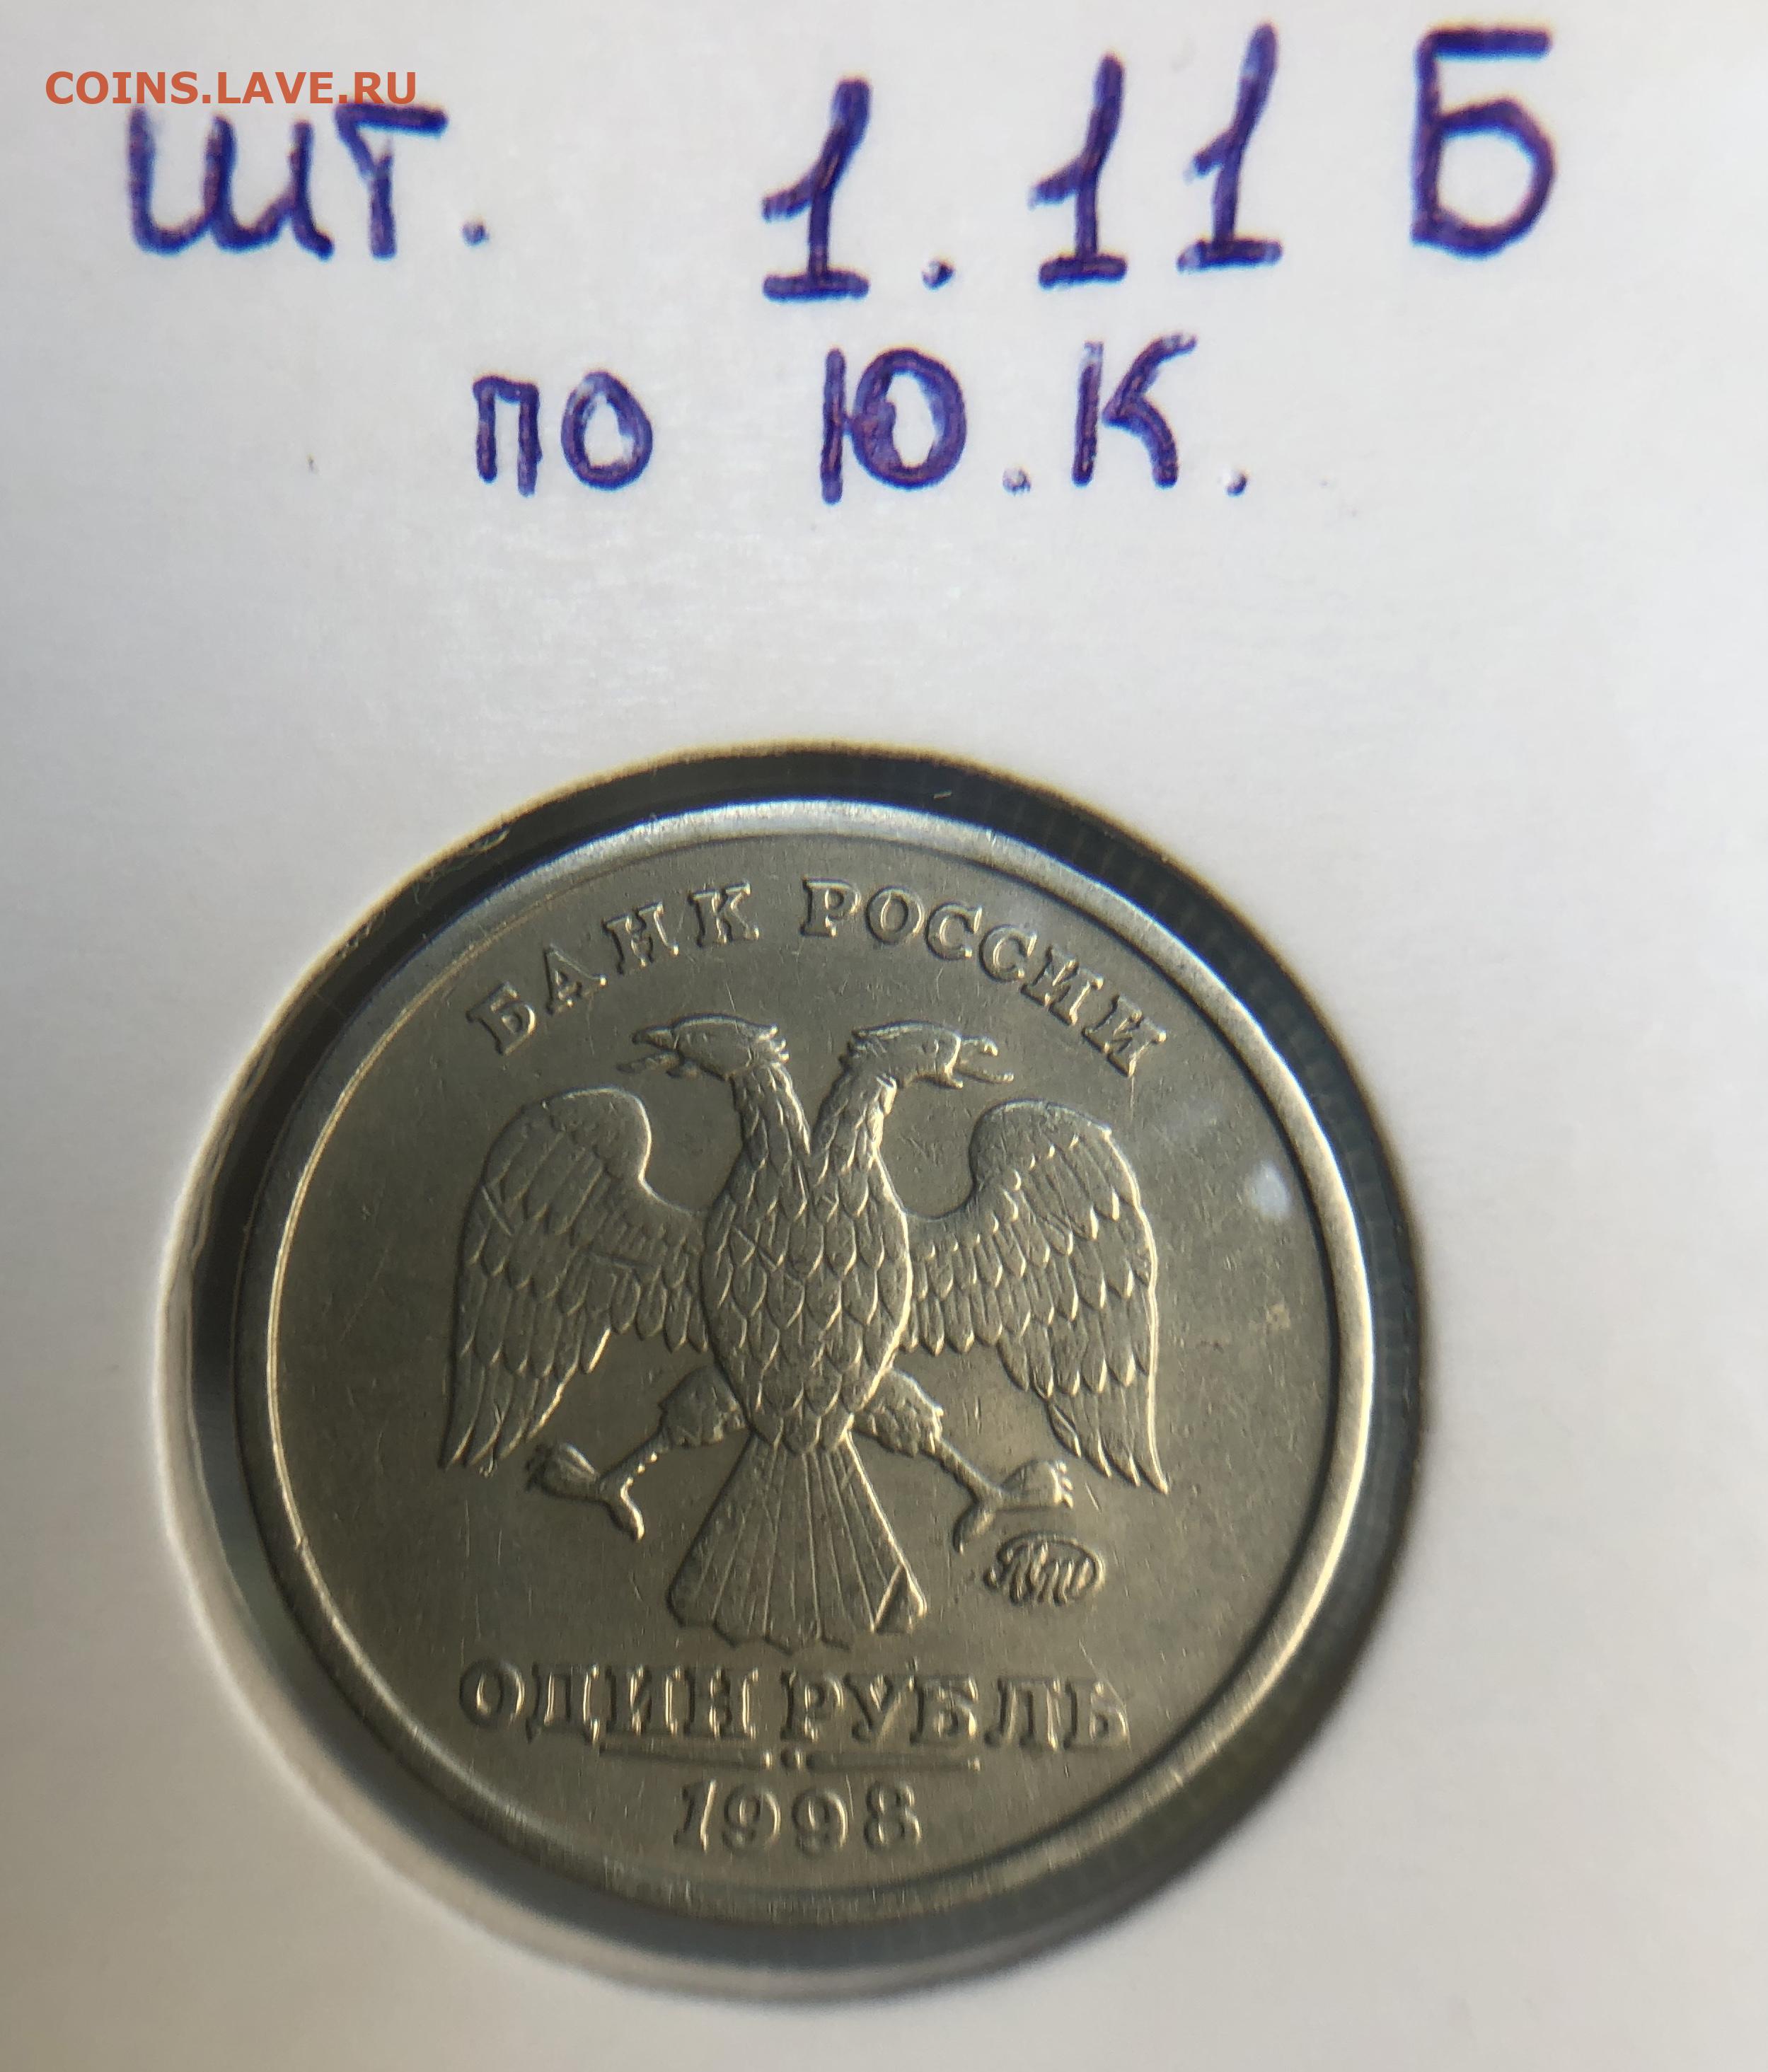 COINS.LAVE.RU
шт. 1.11 Б
по Ю.К.
БАНК РОССИИ
ММД
ОДИН РУБЛЬ
1998